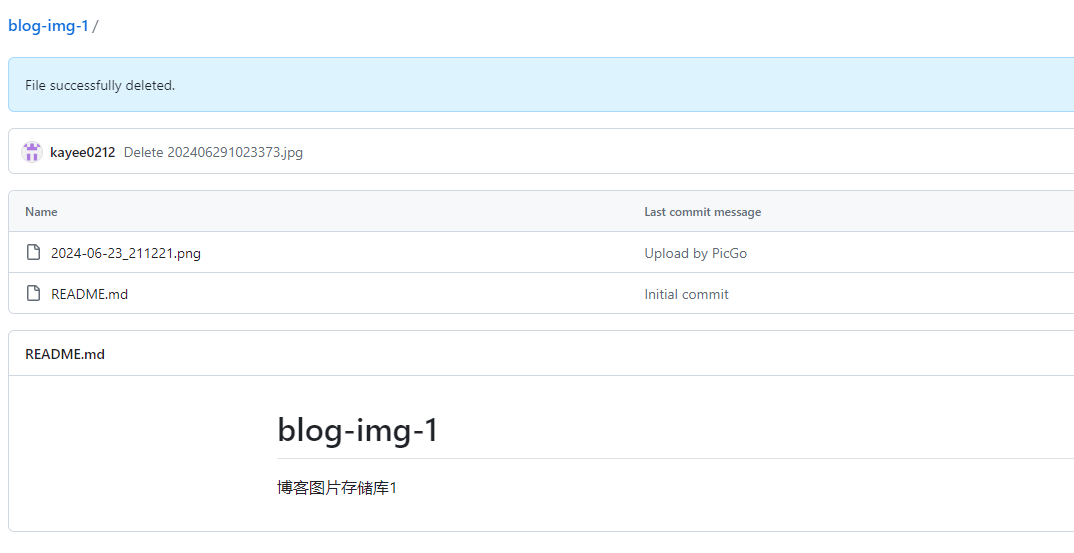 blog-img-1 /
File successfully deleted.
kayee0212 Delete 202406291023373.jpg
Name Last commit message
2024-06-23_211221.png Upload by PicGo
README.md Initial commit
README.md
blog-img-1
博客图片存储库1